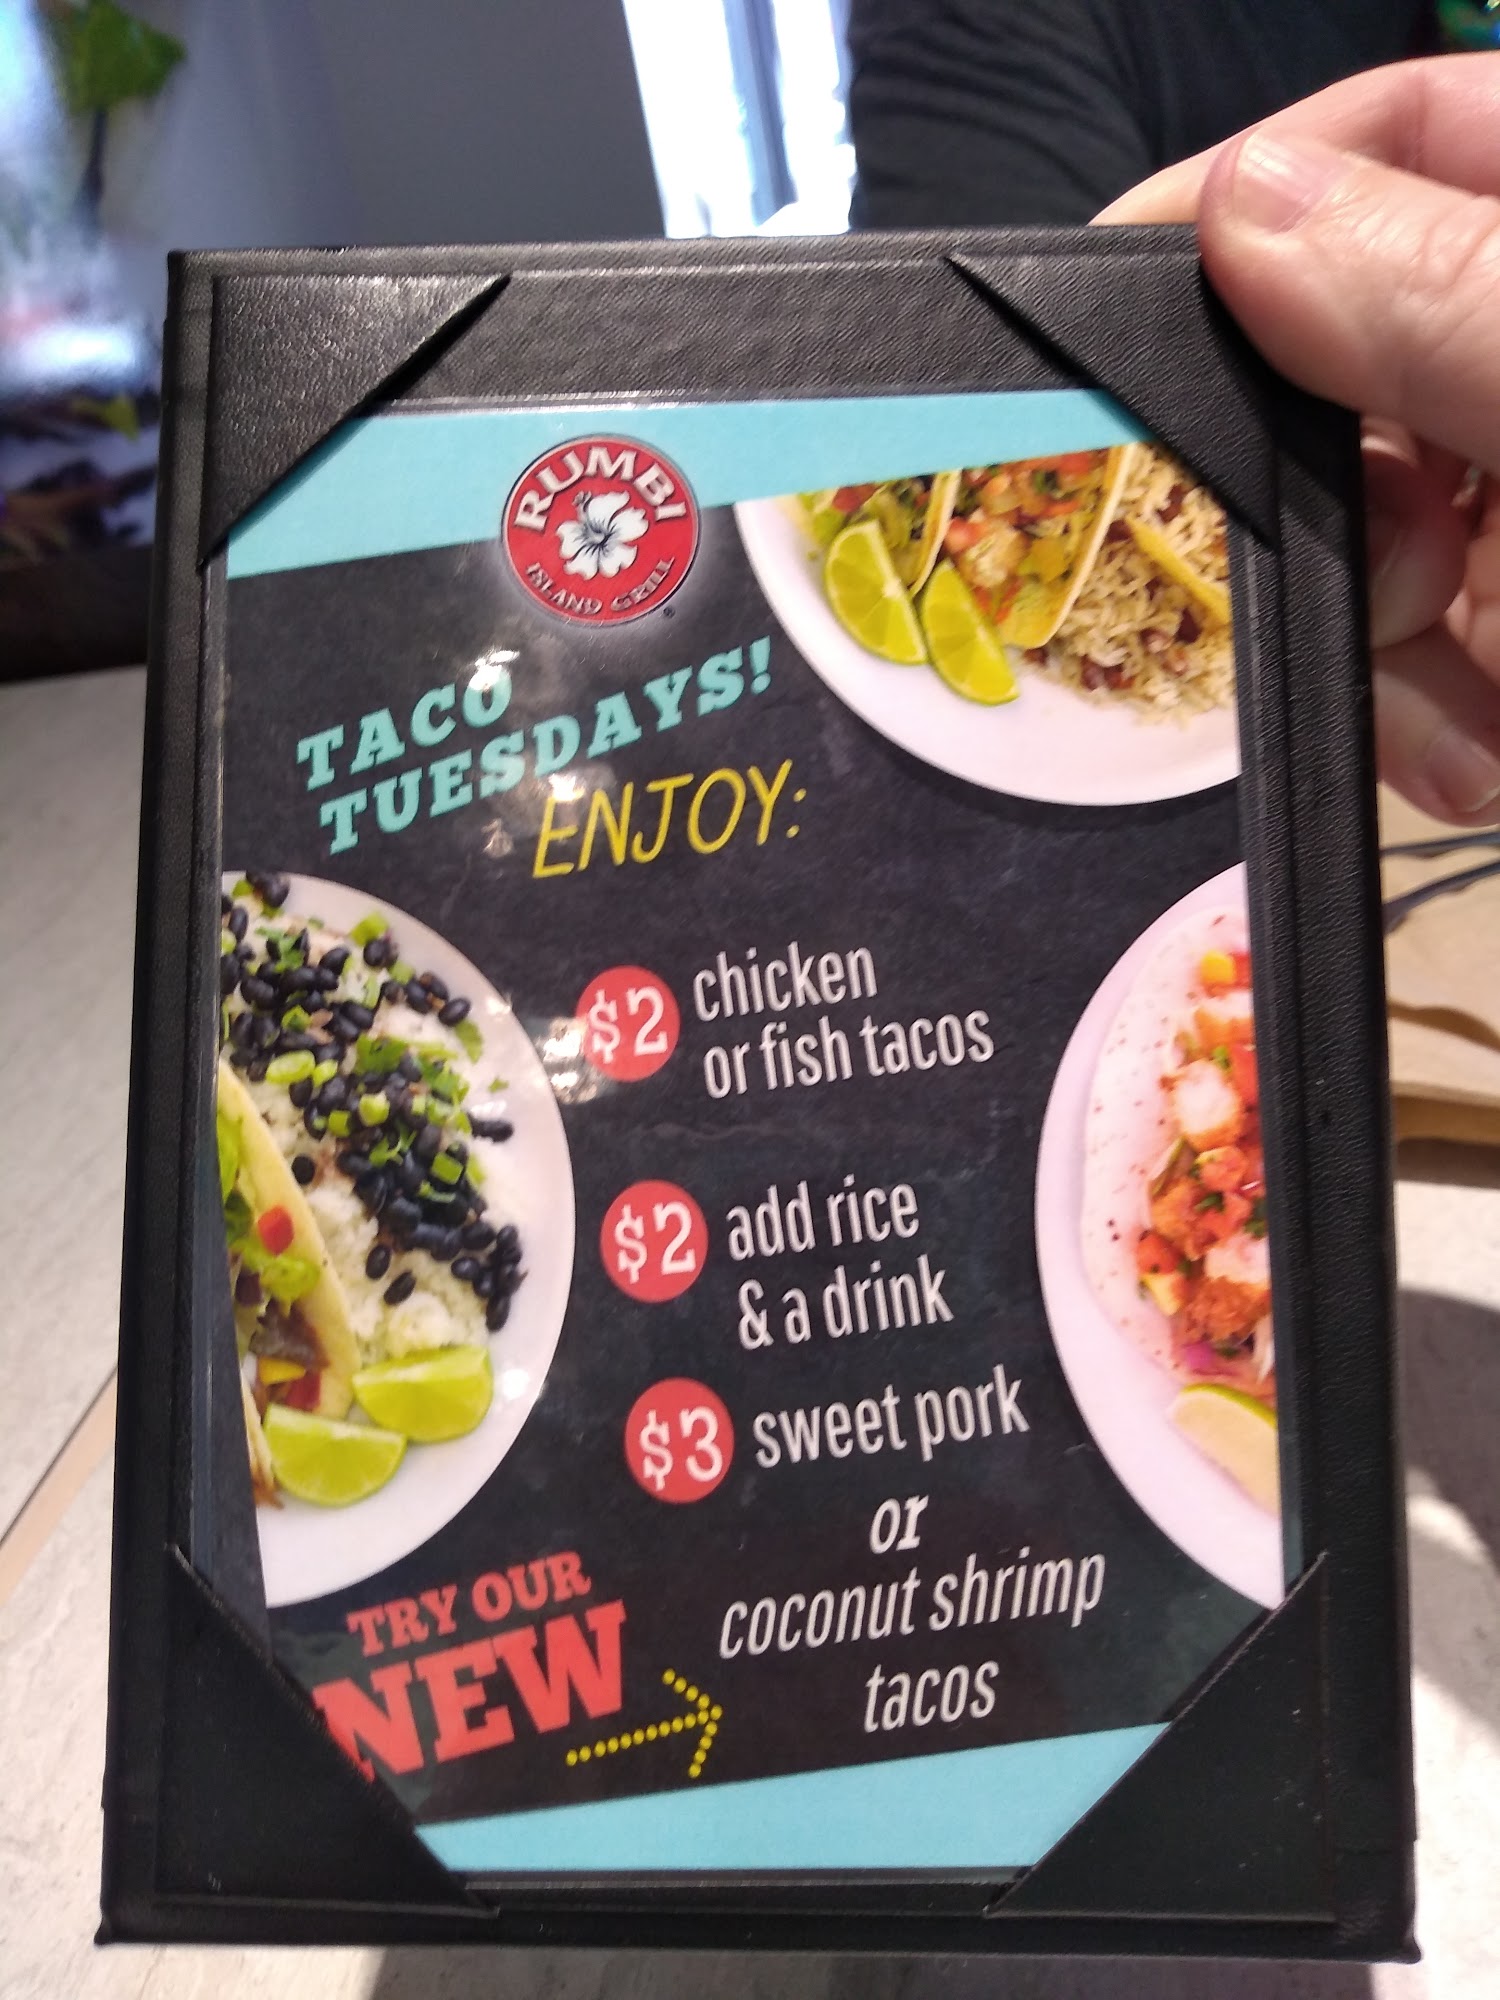 RUMBI
ISLAND GRILL
®
TACO
TUESDAYS!
ENJOY:
$2 chicken
or fish tacos
$2 add rice
& a drink
$3 sweet pork
or
coconut shrimp
tacos
TRY OUR
NEW